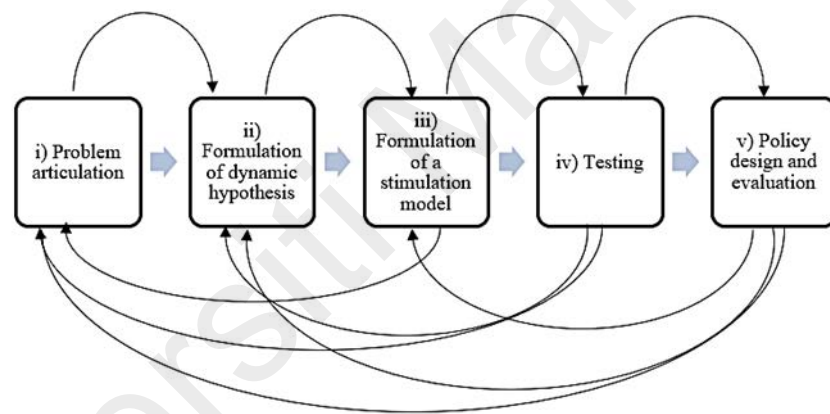 i) Problem
articulation
ii)
Formulation
of dynamic
hypothesis
iii)
Formulation
of a
stimulation
model
iv) Testing
v) Policy
design and
evaluation